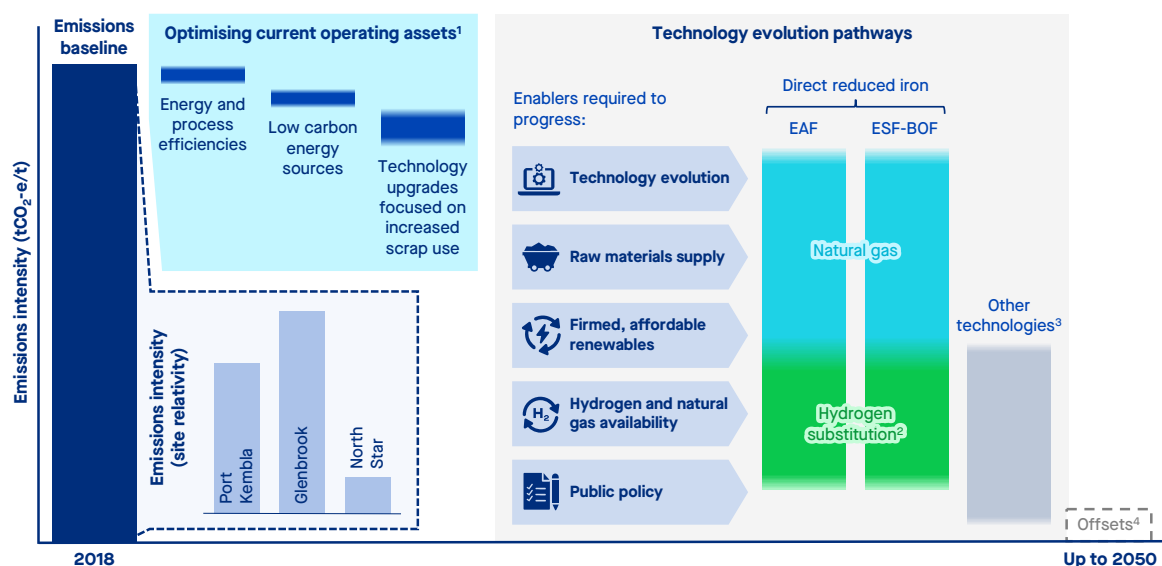 Emissions
baseline
Optimising current operating assets¹
Energy and
process
efficiencies
Low carbon
energy
sources
Technology
upgrades
focused on
increased
scrap use
Technology evolution pathways
Enablers required to
progress:
Technology evolution
Raw materials supply
Firmed, affordable
renewables
H₂
Hydrogen and natural
gas availability
Public policy
Direct reduced iron
EAF
ESF-BOF
Natural gas
Hydrogen
substitution²
Other
technologies³
Offsets⁴
Emissions intensity (tCO₂-e/t)
Emissions intensity
(site relativity)
Port
Kembla
Glenbrook
North
Star
2018
Up to 2050